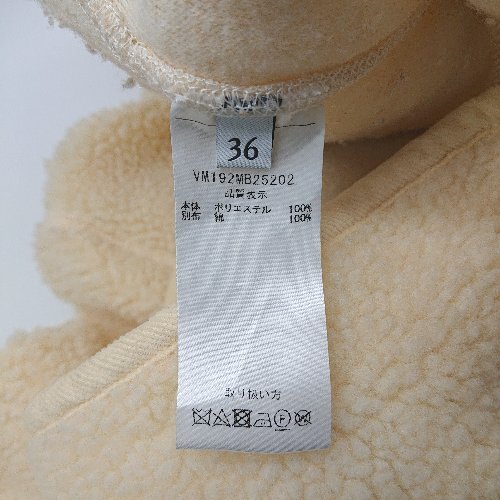 36
VM192MB25202
品質表示
本体 ポリエステル 100%
別布 綿 100%
取り扱い方